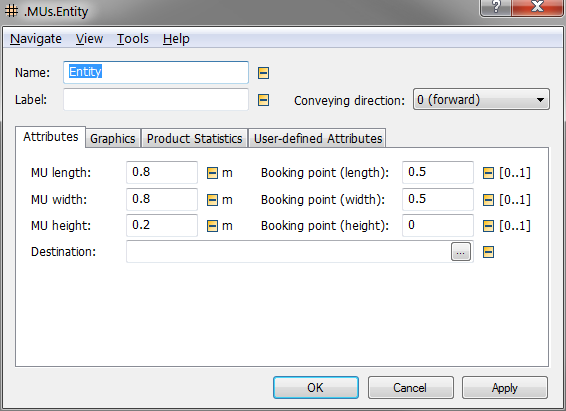 .MUs.Entity
Navigate View Tools Help
Name: Entity
Label: Conveying direction: 0 (forward)
Attributes Graphics Product Statistics User-defined Attributes
MU length: 0.8 m Booking point (length): 0.5 [0..1]
MU width: 0.8 m Booking point (width): 0.5 [0..1]
MU height: 0.2 m Booking point (height): 0 [0..1]
Destination: ...
OK Cancel Apply